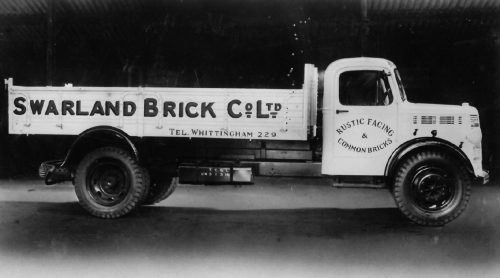 SWARLAND BRICK CO LTD
TEL. WHITTINGHAM 229
RUSTIC FACING
&
COMMON BRICKS